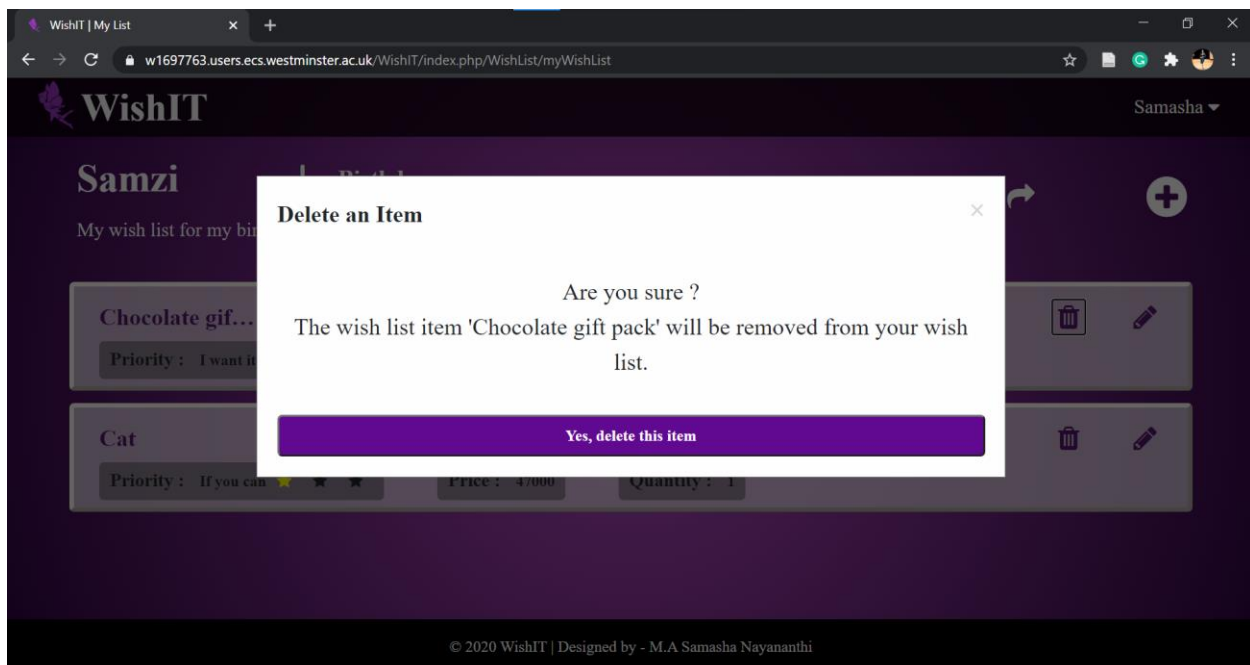 WishIT | My List
w1697763.users.ecs.westminster.ac.uk/WishIT/index.php/WishList/myWishList
WishIT
Samasha
Samzi
My wish list for my
Delete an Item
Are you sure ?
The wish list item 'Chocolate gift pack' will be removed from your wish
list.
Yes, delete this item
Chocolate gif...
Priority : I want it
Cat
Priority : If you can
Price : 47000
Quantity : 1
© 2020 WishIT | Designed by - M.A Samasha Nayananthi